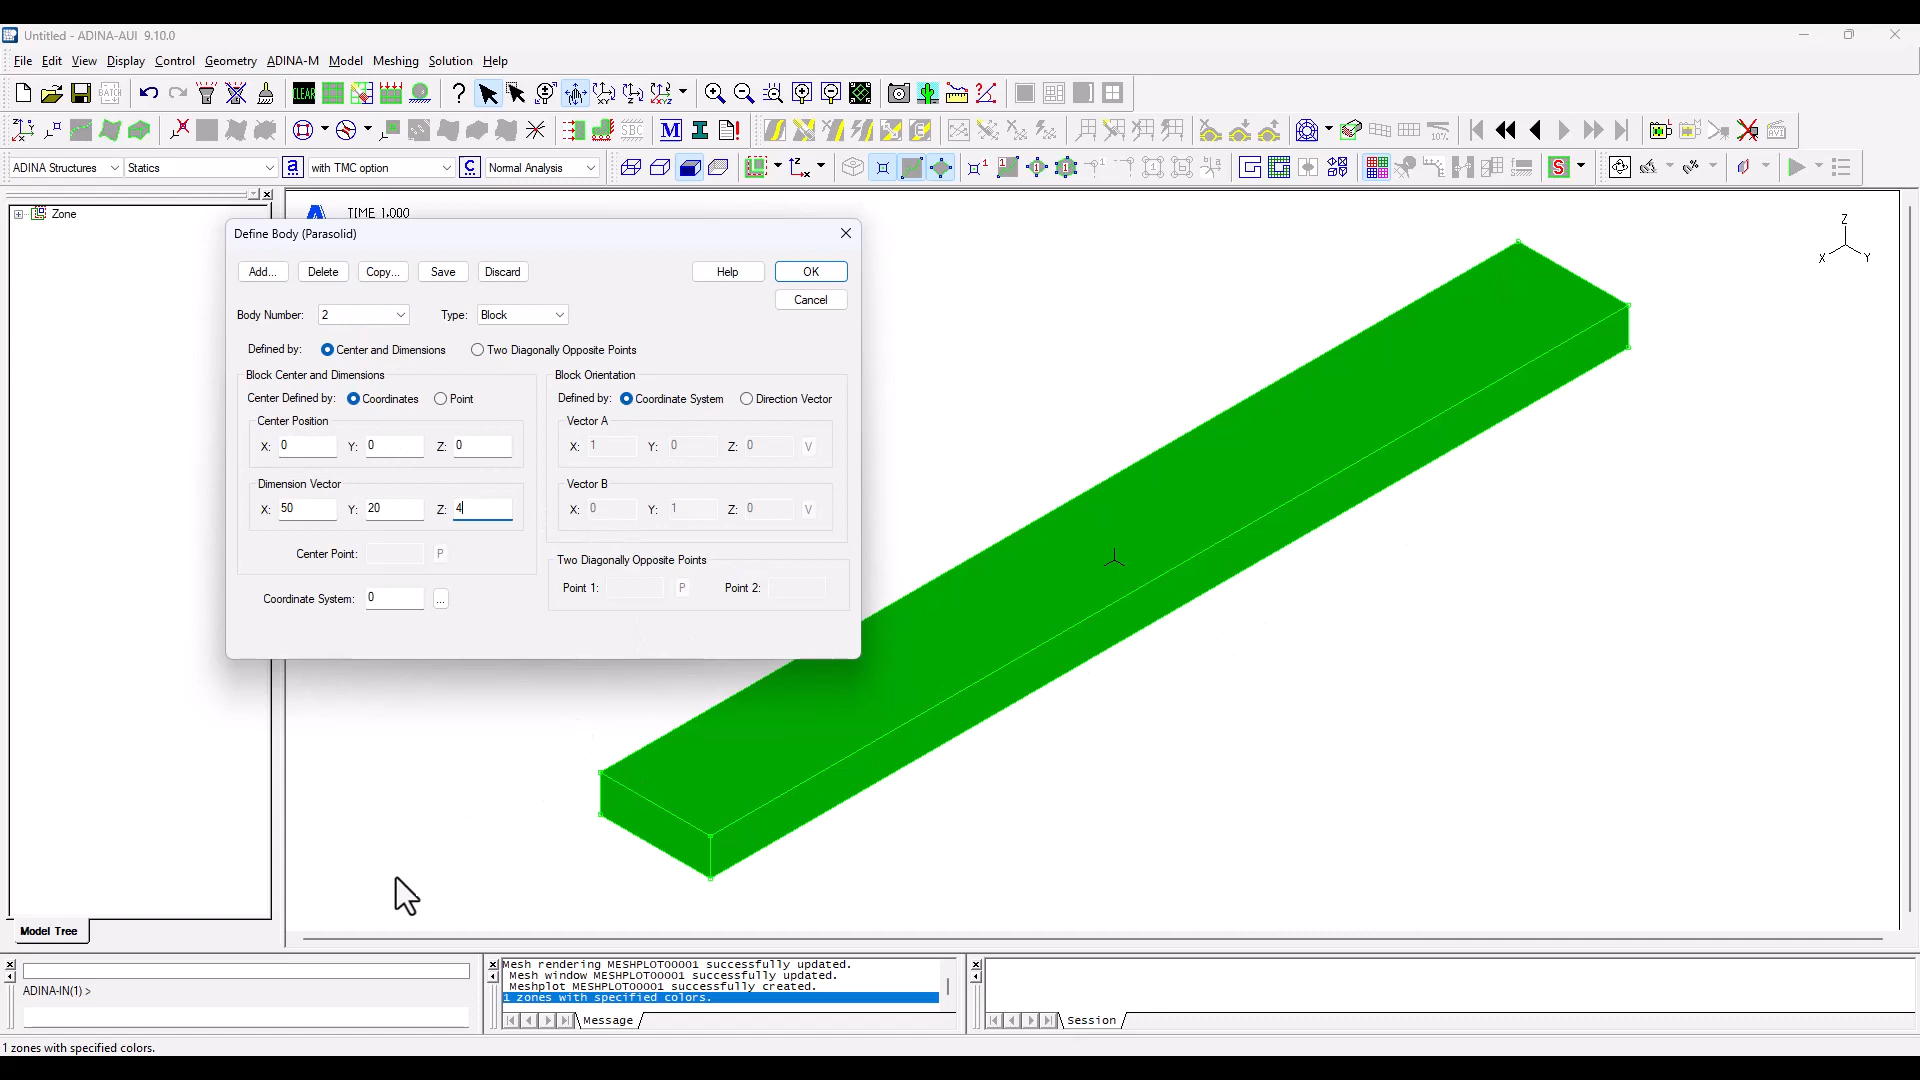 Untitled - ADINA-AUI 9.10.0
File Edit View Display Control Geometry ADINA-M Model Meshing Solution Help
ADINA Structures Statics with TMC option Normal Analysis
Zone
TIME 1.000
Define Body (Parasolid)
Add... Delete Copy... Save Discard Help OK
Cancel
Body Number: 2 Type: Block
Defined by: Center and Dimensions Two Diagonally Opposite Points
Block Center and Dimensions
Center Defined by: Coordinates Point
Center Position
X: 0 Y: 0 Z: 0
Dimension Vector
X: 50 Y: 20 Z: 4
Center Point: P
Coordinate System: 0 ...
Block Orientation
Defined by: Coordinate System Direction Vector
Vector A
X: 1 Y: 0 Z: 0 V
Vector B
X: 0 Y: 1 Z: 0 V
Two Diagonally Opposite Points
Point 1: P Point 2:
Z
X Y
Model Tree
ADINA-IN(1) >
Mesh rendering MESHPLOT00001 successfully updated.
Mesh window MESHPLOT00001 successfully updated.
Meshplot MESHPLOT00001 successfully created.
1 zones with specified colors.
Message
Session
1 zones with specified colors.